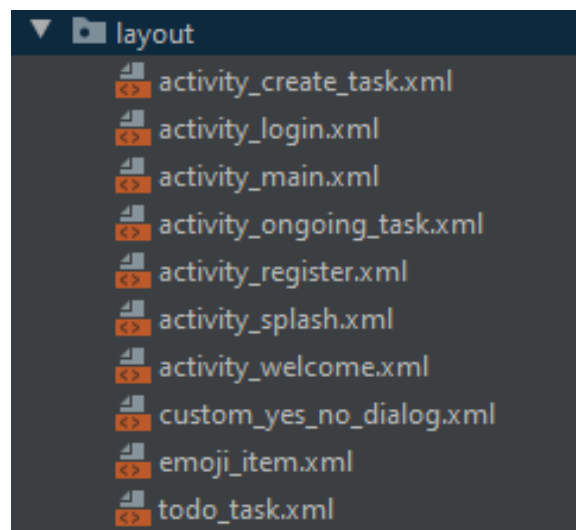 layout
activity_create_task.xml
activity_login.xml
activity_main.xml
activity_ongoing_task.xml
activity_register.xml
activity_splash.xml
activity_welcome.xml
custom_yes_no_dialog.xml
emoji_item.xml
todo_task.xml